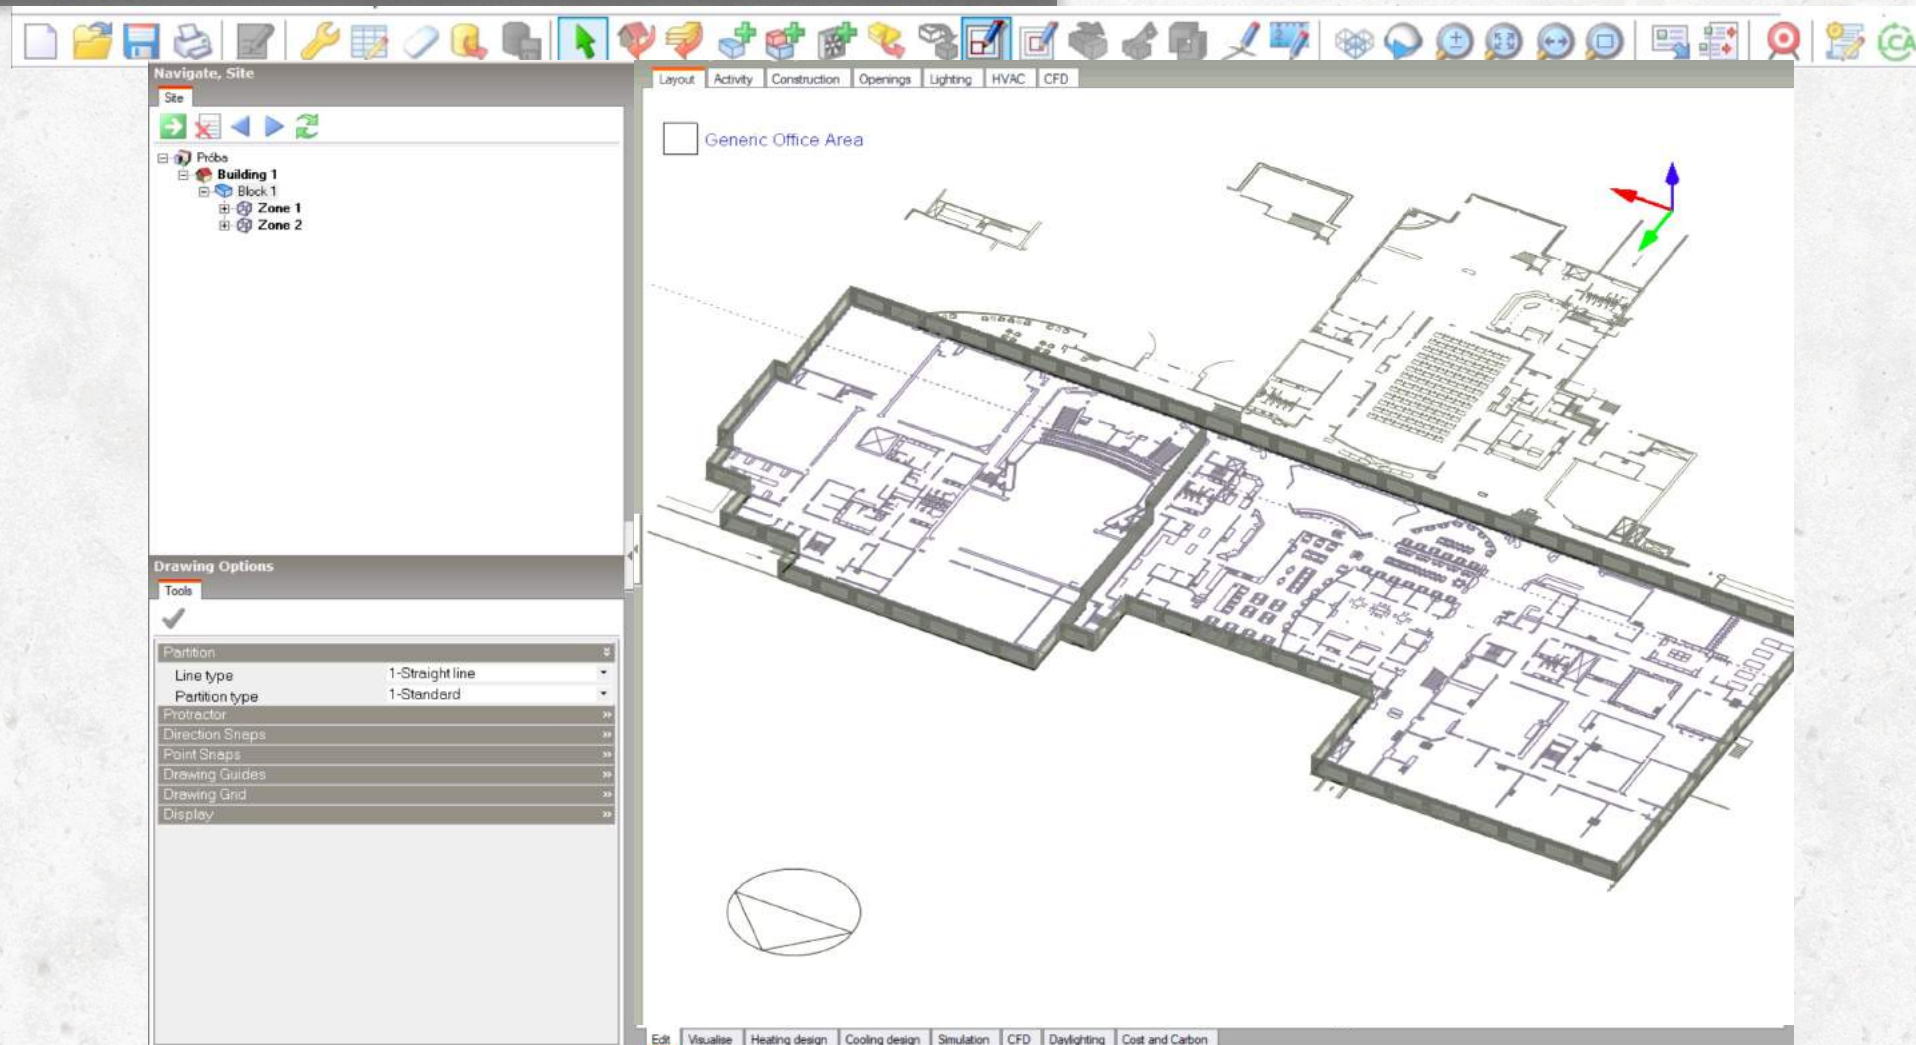 LCA
Navigate, Site
Site
Próba
Building 1
Block 1
Zone 1
Zone 2
Drawing Options
Tools
Partition
Line type 1-Straight line
Partition type 1-Standard
Protractor
Direction Snaps
Point Snaps
Drawing Guides
Drawing Grid
Display
Layout Activity Construction Openings Lighting HVAC CFD
Generic Office Area
Edit Visualise Heating design Cooling design Simulation CFD Daylighting Cost and Carbon